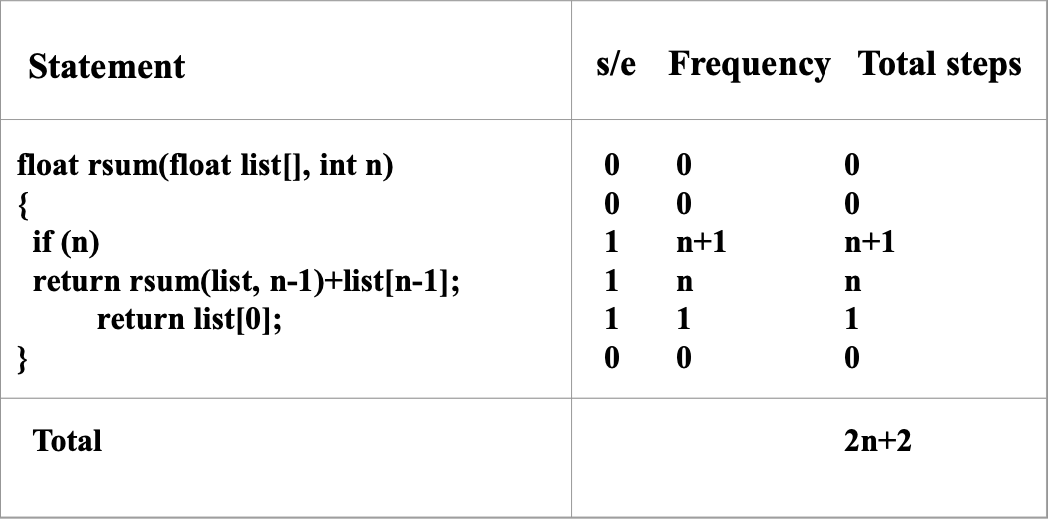 Statement s/e Frequency Total steps
float rsum(float list[], int n) 0 0 0
{ 0 0 0
if (n) 1 n+1 n+1
return rsum(list, n-1)+list[n-1]; 1 n n
return list[0]; 1 1 1
} 0 0 0
Total 2n+2